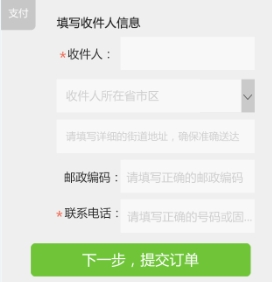 支付
填写收件人信息
*收件人：
收件人所在省市区
请填写详细的街道地址，确保准确送达
邮政编码：请填写正确的邮政编码
*联系电话：请填写正确的号码或固...
下一步，提交订单